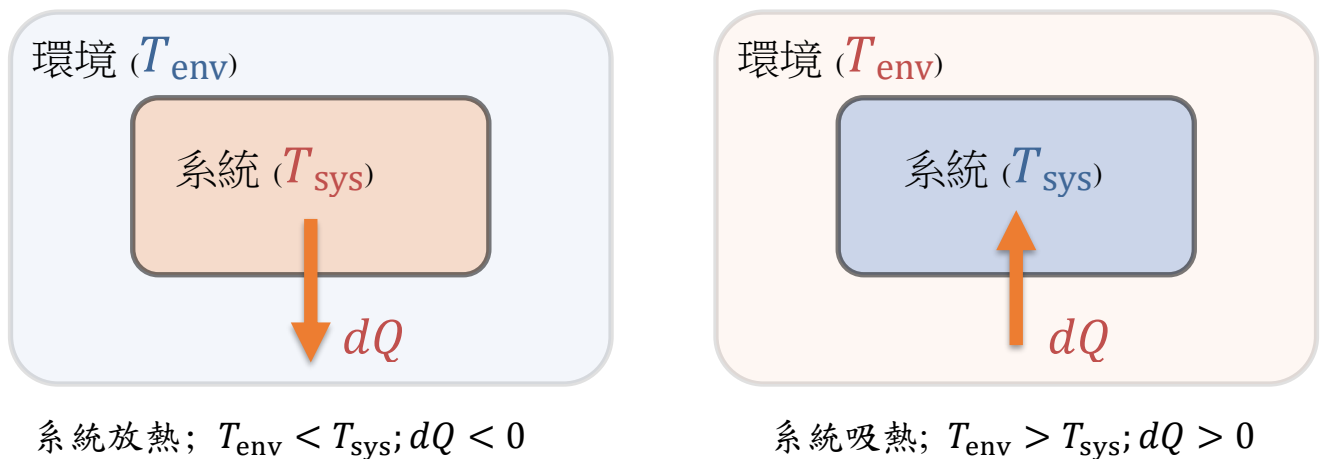 環境 (T_env)
系統 (T_sys)
dQ
系統放熱; T_env < T_sys; dQ < 0
環境 (T_env)
系統 (T_sys)
dQ
系統吸熱; T_env > T_sys; dQ > 0